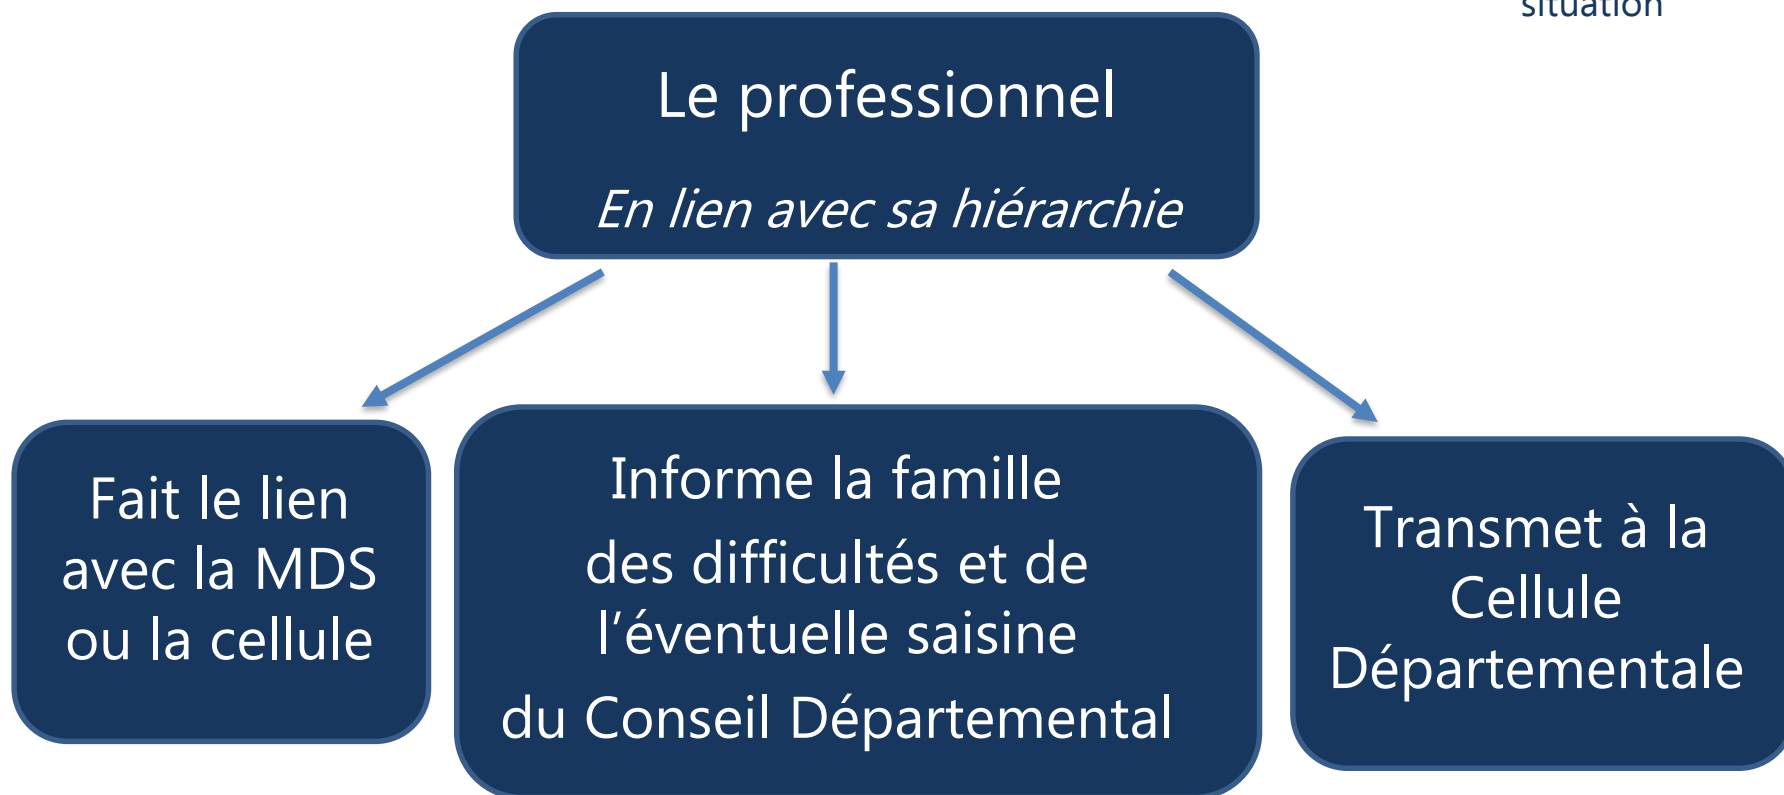 situation
Le professionnel
En lien avec sa hiérarchie
Fait le lien
avec la MDS
ou la cellule
Informe la famille
des difficultés et de
l’éventuelle saisine
du Conseil Départemental
Transmet à la
Cellule
Départementale